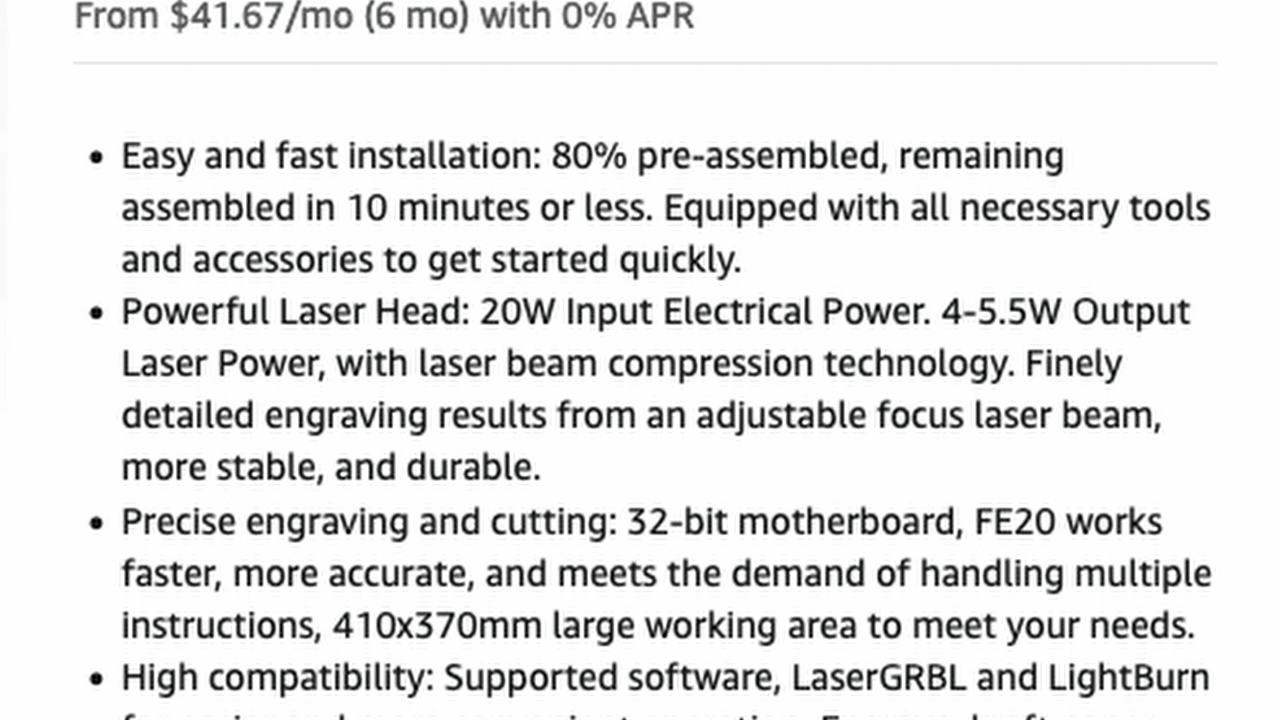 From $41.67/mo (6 mo) with 0% APR
• Easy and fast installation: 80% pre-assembled, remaining
assembled in 10 minutes or less. Equipped with all necessary tools
and accessories to get started quickly.
• Powerful Laser Head: 20W Input Electrical Power. 4-5.5W Output
Laser Power, with laser beam compression technology. Finely
detailed engraving results from an adjustable focus laser beam,
more stable, and durable.
• Precise engraving and cutting: 32-bit motherboard, FE20 works
faster, more accurate, and meets the demand of handling multiple
instructions, 410x370mm large working area to meet your needs.
• High compatibility: Supported software, LaserGRBL and LightBurn